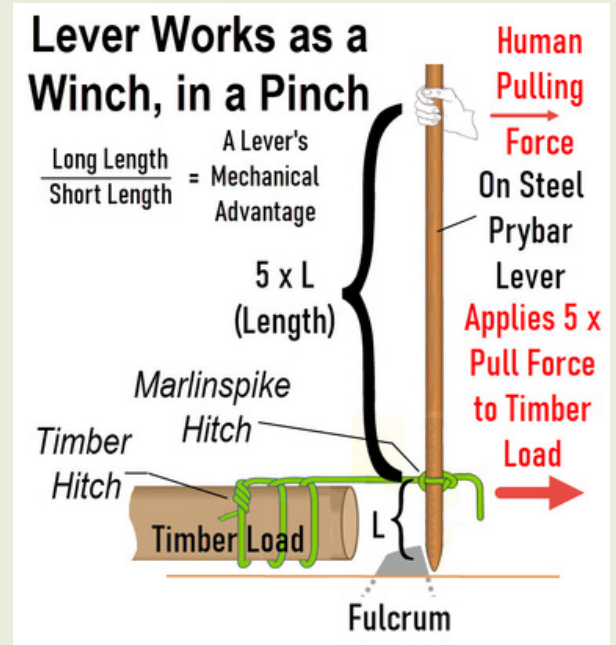 Lever Works as a
Winch, in a Pinch
Long Length
Short Length
=
A Lever's
Mechanical
Advantage
Human
Pulling
Force
On Steel
Prybar
Lever
Applies 5 x
Pull Force
to Timber
Load
5 x L
(Length)
Marlinspike
Hitch
Timber
Hitch
Timber Load
L
Fulcrum